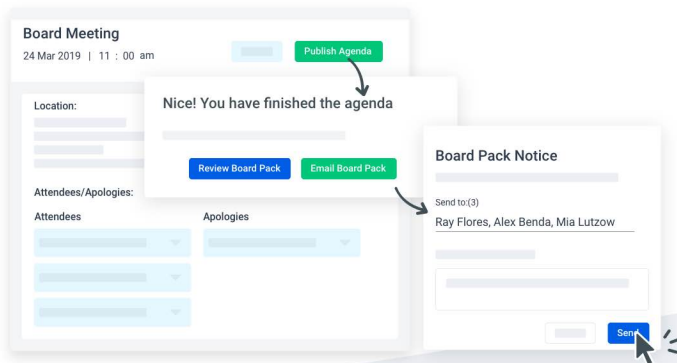 Board Meeting
24 Mar 2019 | 11 : 00 am
Publish Agenda
Location:
Nice! You have finished the agenda
Review Board Pack
Email Board Pack
Attendees/Apologies:
Attendees
Apologies
Board Pack Notice
Send to:(3)
Ray Flores, Alex Benda, Mia Lutzow
Send